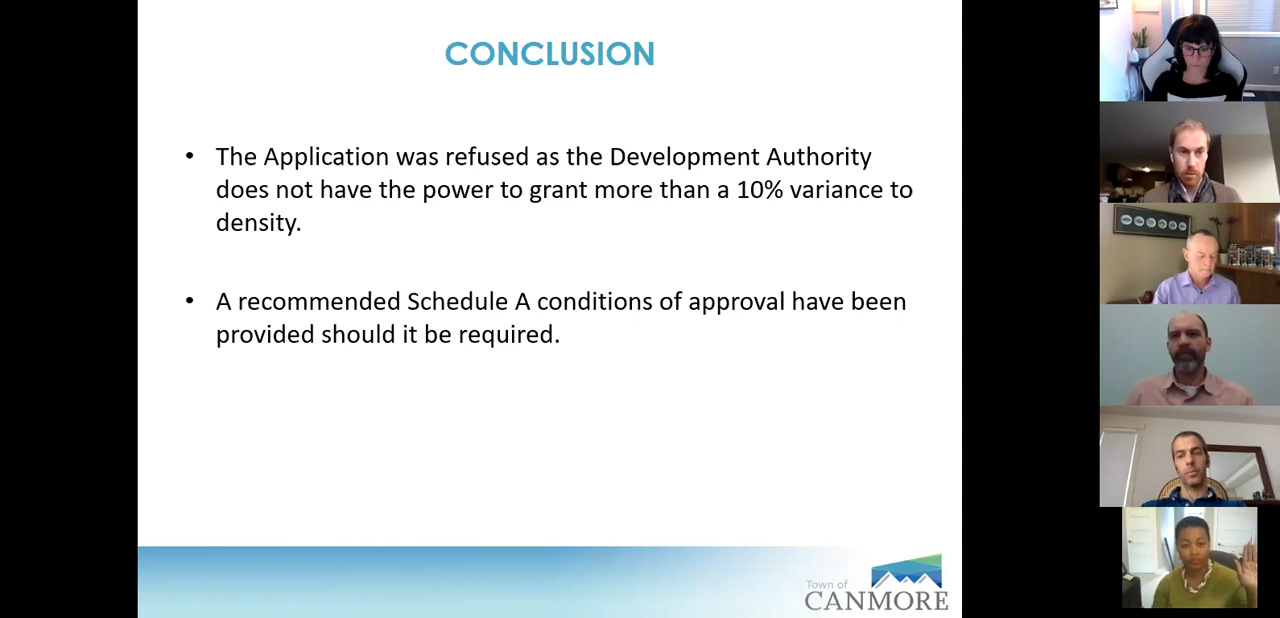 CONCLUSION
• The Application was refused as the Development Authority
does not have the power to grant more than a 10% variance to
density.
• A recommended Schedule A conditions of approval have been
provided should it be required.
Town of
CANMORE